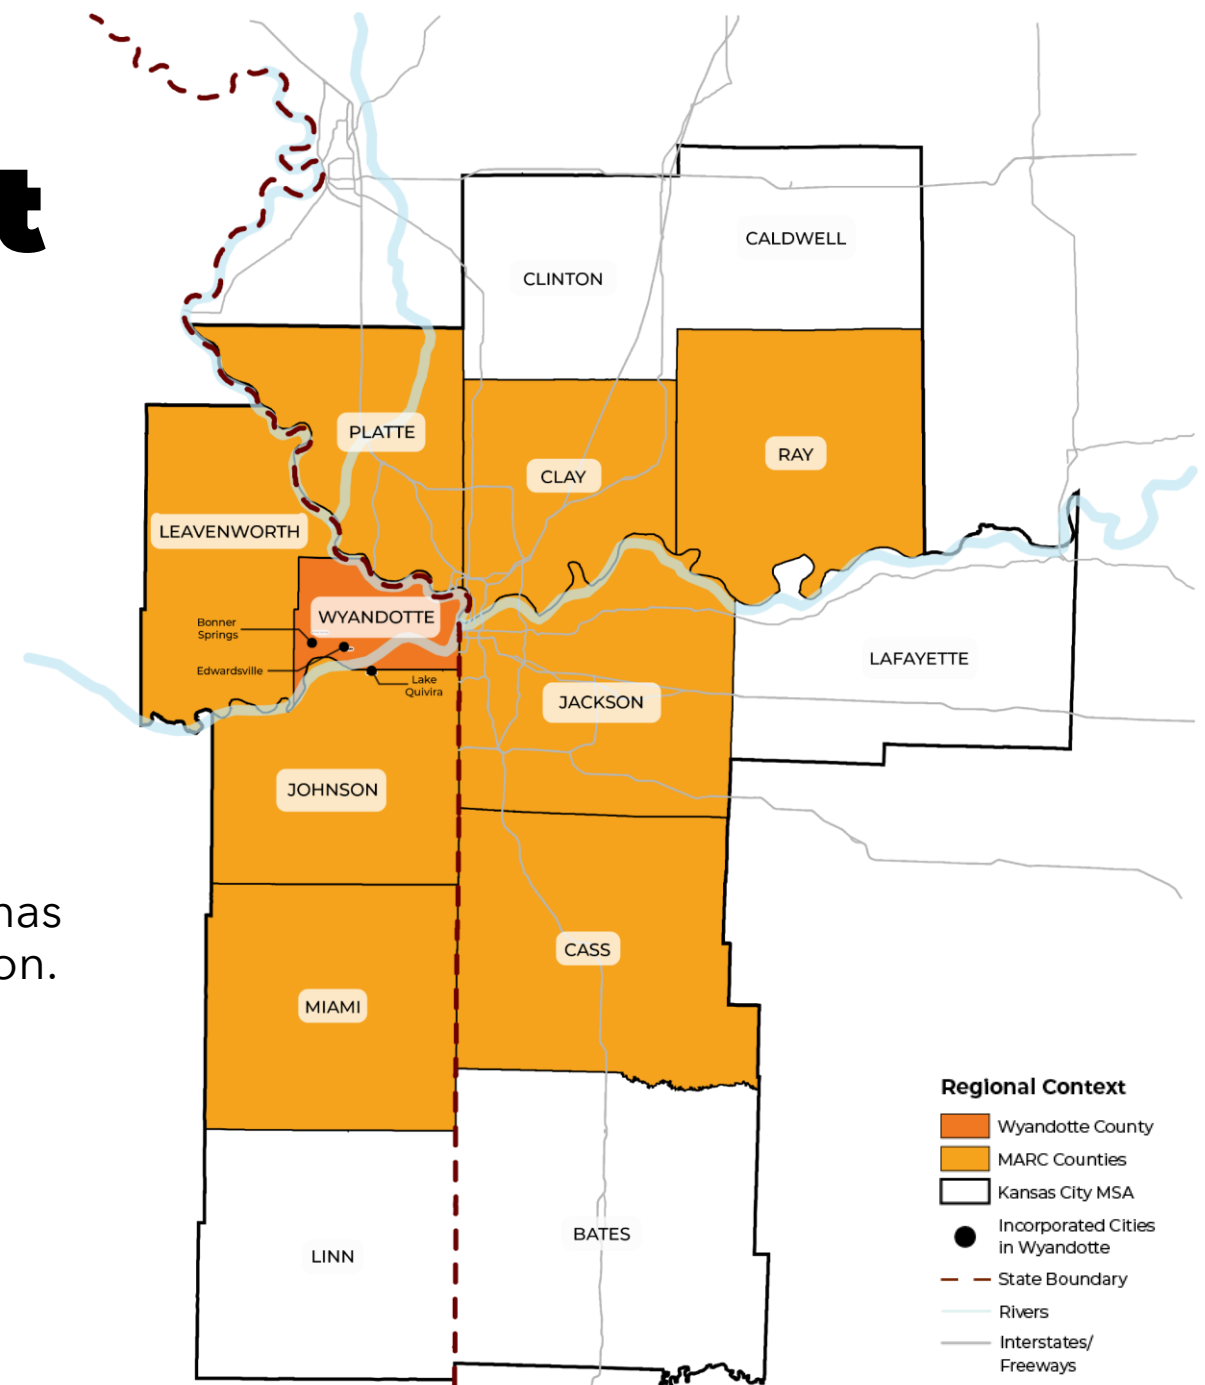 t
has
on.
CALDWELL
CLINTON
PLATTE
RAY
CLAY
LEAVENWORTH
WYANDOTTE
Bonner
Springs
Edwardsville
Lake
Quivira
LAFAYETTE
JACKSON
JOHNSON
CASS
MIAMI
BATES
LINN
Regional Context
Wyandotte County
MARC Counties
Kansas City MSA
Incorporated Cities
in Wyandotte
State Boundary
Rivers
Interstates/
Freeways